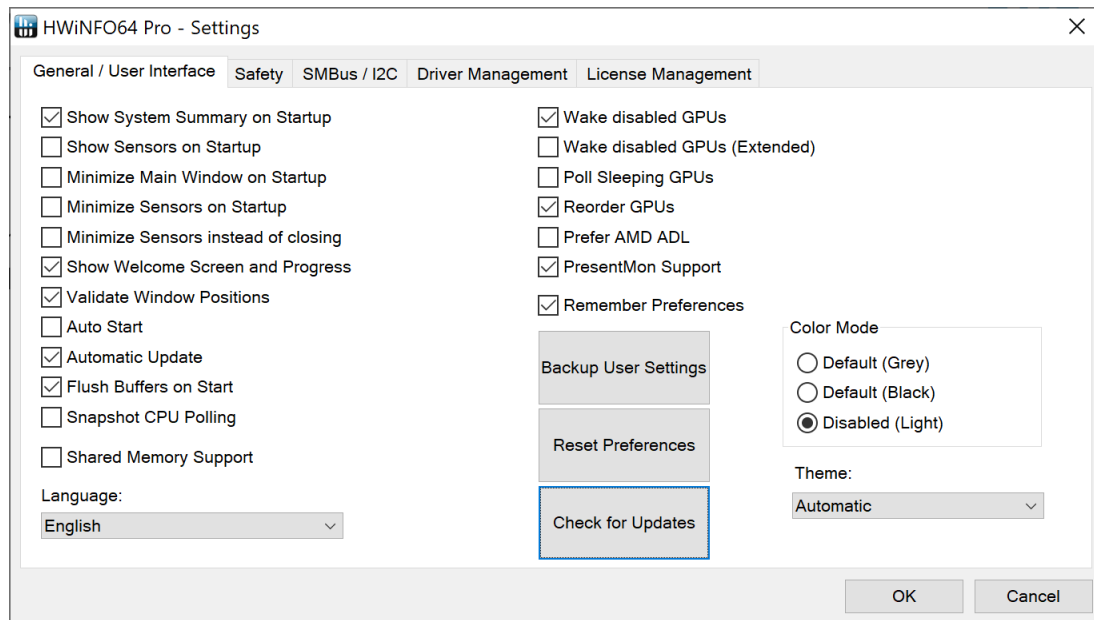 HWiNFO64 Pro - Settings
General / User Interface
Safety
SMBus / I2C
Driver Management
License Management
Show System Summary on Startup
Show Sensors on Startup
Minimize Main Window on Startup
Minimize Sensors on Startup
Minimize Sensors instead of closing
Show Welcome Screen and Progress
Validate Window Positions
Auto Start
Automatic Update
Flush Buffers on Start
Snapshot CPU Polling
Shared Memory Support
Language:
English
Wake disabled GPUs
Wake disabled GPUs (Extended)
Poll Sleeping GPUs
Reorder GPUs
Prefer AMD ADL
PresentMon Support
Remember Preferences
Backup User Settings
Reset Preferences
Check for Updates
Color Mode
Default (Grey)
Default (Black)
Disabled (Light)
Theme:
Automatic
OK
Cancel